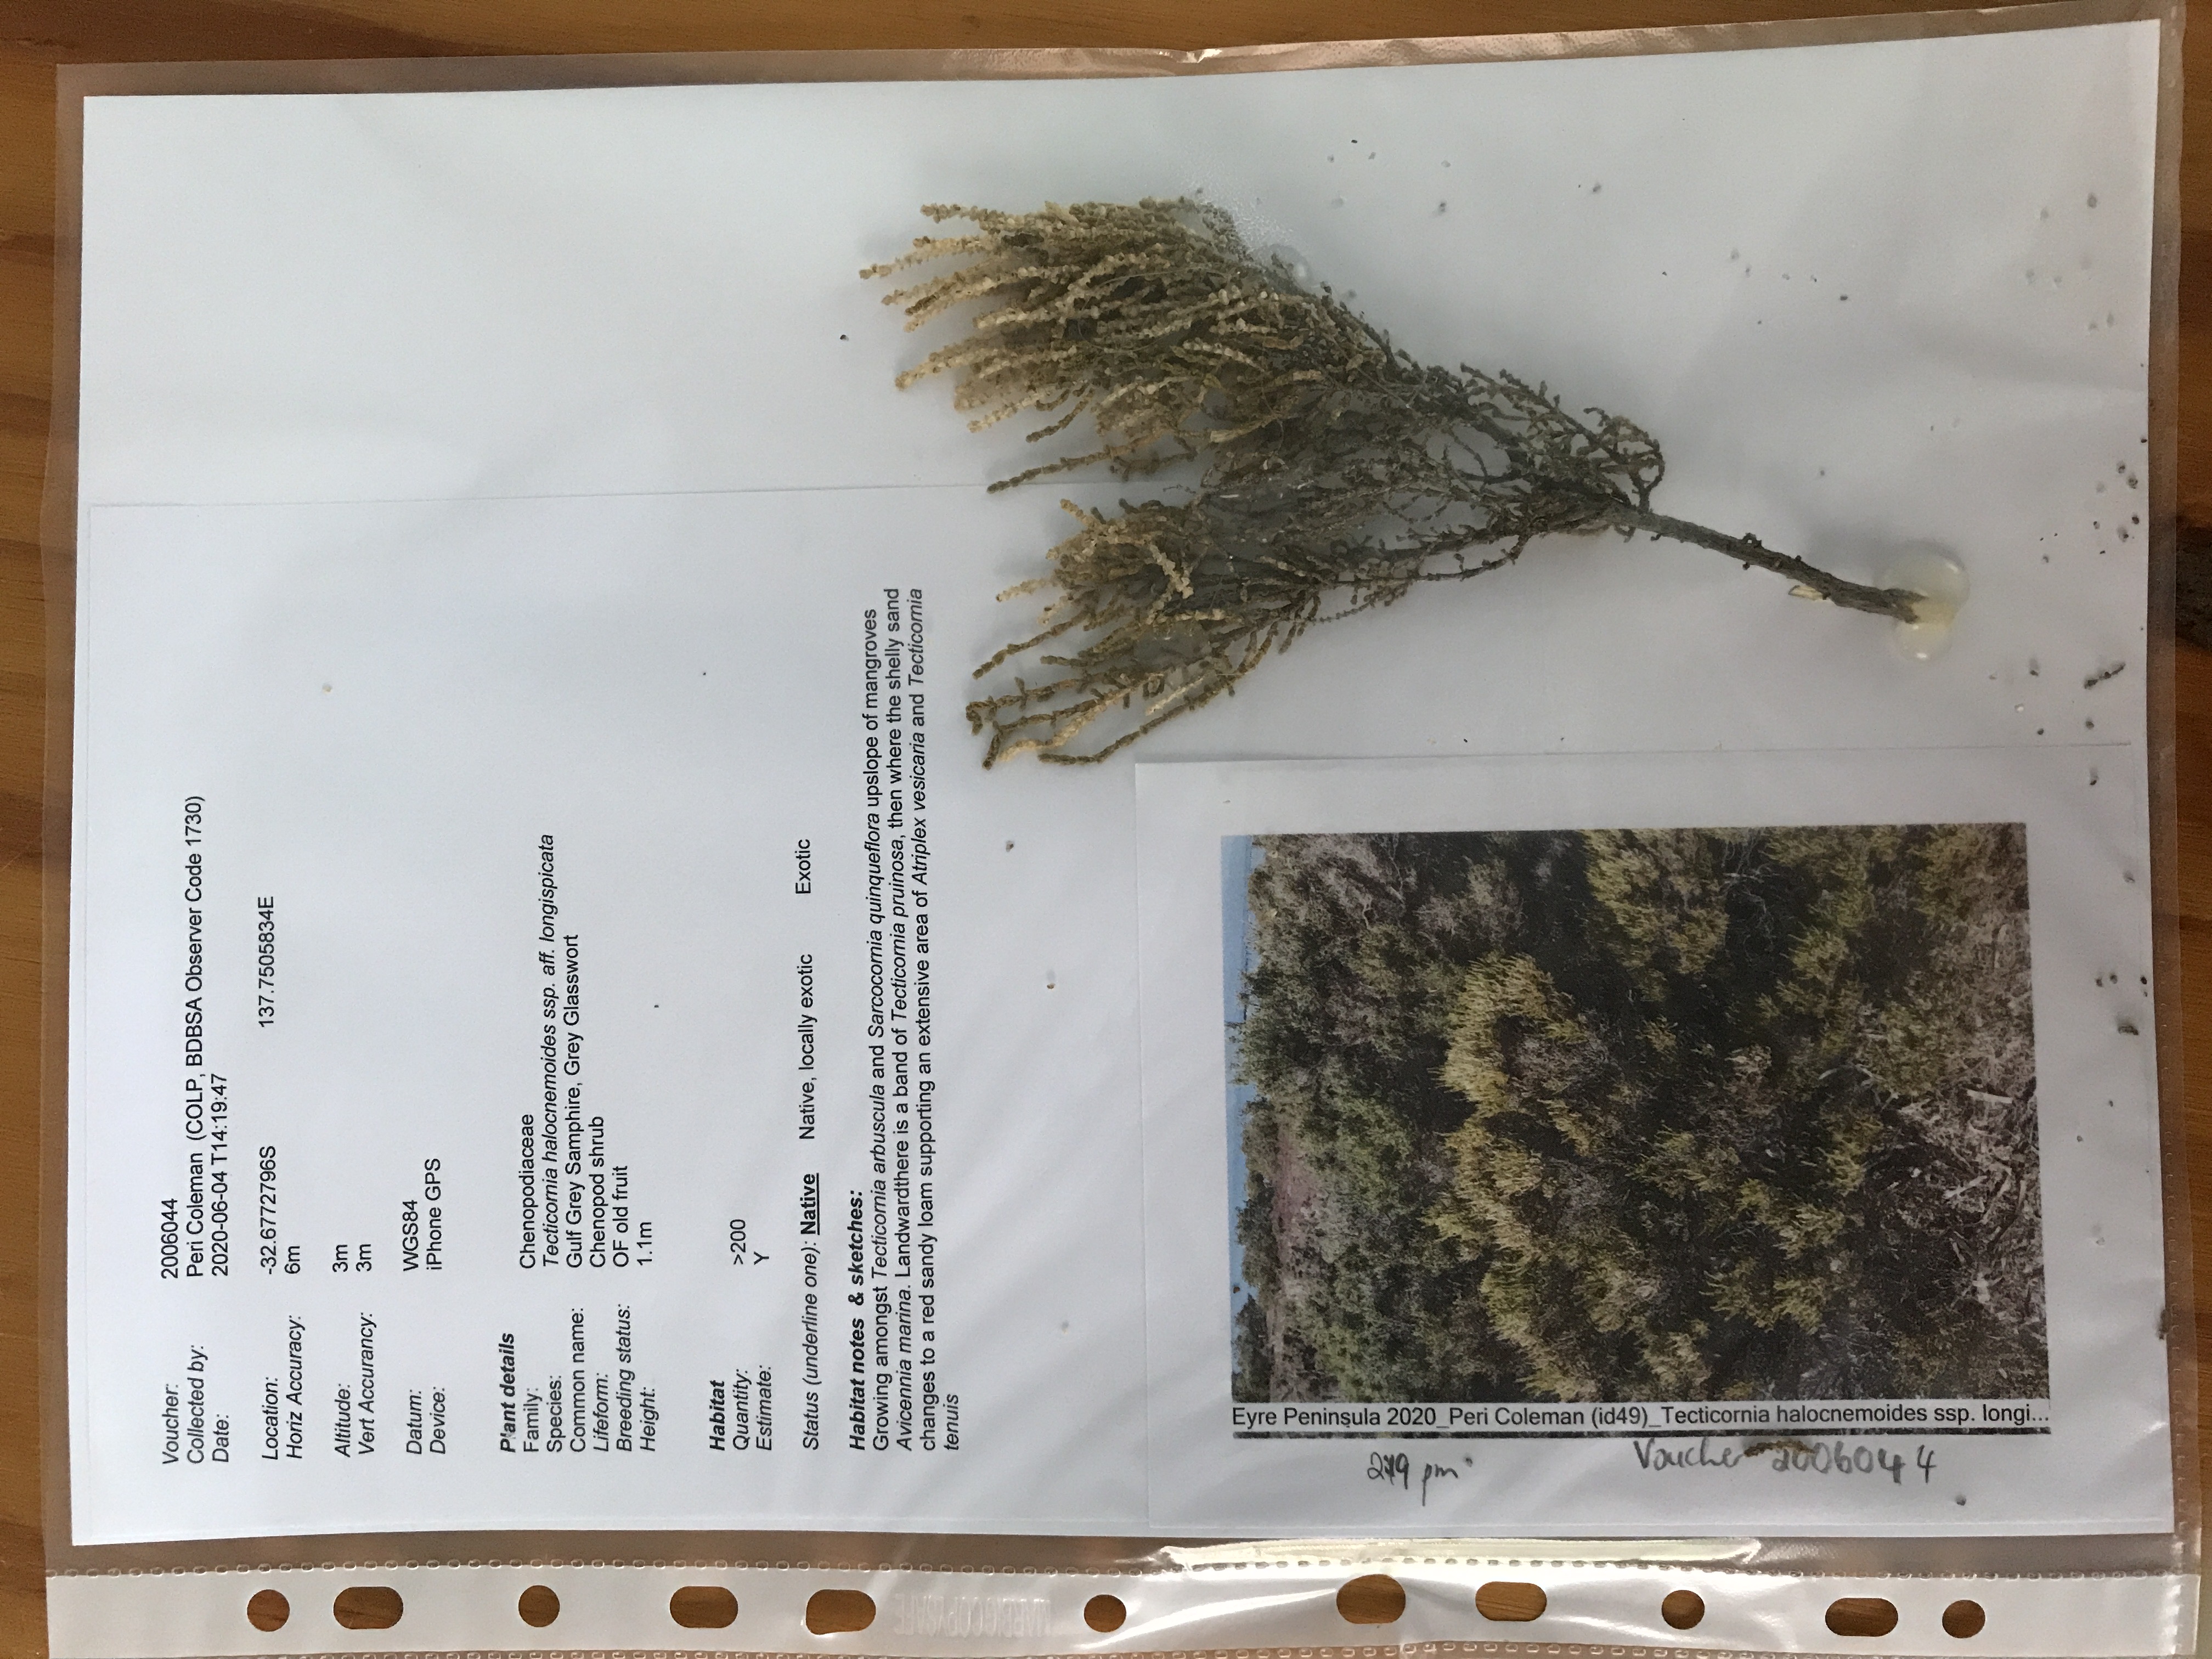 Voucher: 2006044
Collected by: Peri Coleman (COLP, BDBSA Observer Code 1730)
Date: 2020-06-04 T14:19:47
Location: -32.6772796S 137.7505834E
Horiz Accuracy: 6m
Altitude: 3m
Vert Accurancy: 3m
Datum: WGS84
Device: iPhone GPS
Plant details
Family: Chenopodiaceae
Species: Tecticornia halocnemoides ssp. aff. longispicata
Common name: Gulf Grey Samphire, Grey Glasswort
Lifeform: Chenopod shrub
Breeding status: OF old fruit
Height: 1.1m
Habitat
Quantity: >200
Estimate: Y
Status (underline one): Native Native, locally exotic Exotic
Habitat notes & sketches:
Growing amongst Tecticornia arbuscula and Sarcocornia quinqueflora upslope of mangroves
Avicennia marina. Landwardthere is a band of Tecticornia pruinosa, then where the shelly sand
changes to a red sandy loam supporting an extensive area of Atriplex vesicaria and Tecticornia
tenuis
Eyre Peninsula 2020_Peri Coleman (id49)_Tecticornia halocnemoides ssp. longi...
pm
Voucher 2006044